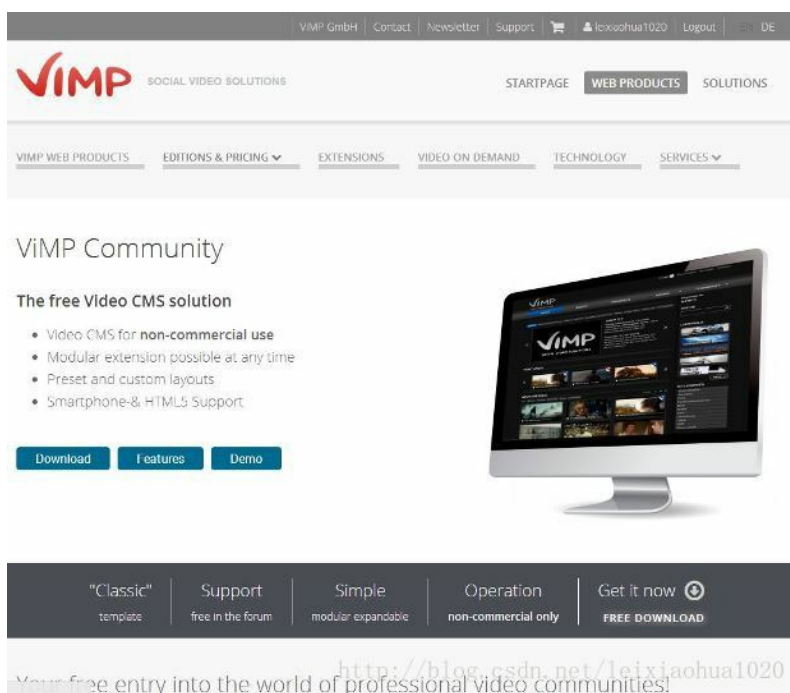 ViMP GmbH Contact Newsletter Support leixiaohua1020 Logout EN DE
ViMP SOCIAL VIDEO SOLUTIONS
STARTPAGE WEB PRODUCTS SOLUTIONS
VIMP WEB PRODUCTS EDITIONS & PRICING EXTENSIONS VIDEO ON DEMAND TECHNOLOGY SERVICES
ViMP Community
The free Video CMS solution
• Video CMS for non-commercial use
• Modular extension possible at any time
• Preset and custom layouts
• Smartphone-& HTML5 Support
Download Features Demo
ViMP
ViMP
"Classic" Support Simple Operation Get it now
template free in the forum modular expandable non-commercial only FREE DOWNLOAD
http://blog.csdn.net/leixiaohua1020
Your free entry into the world of professional video communities!